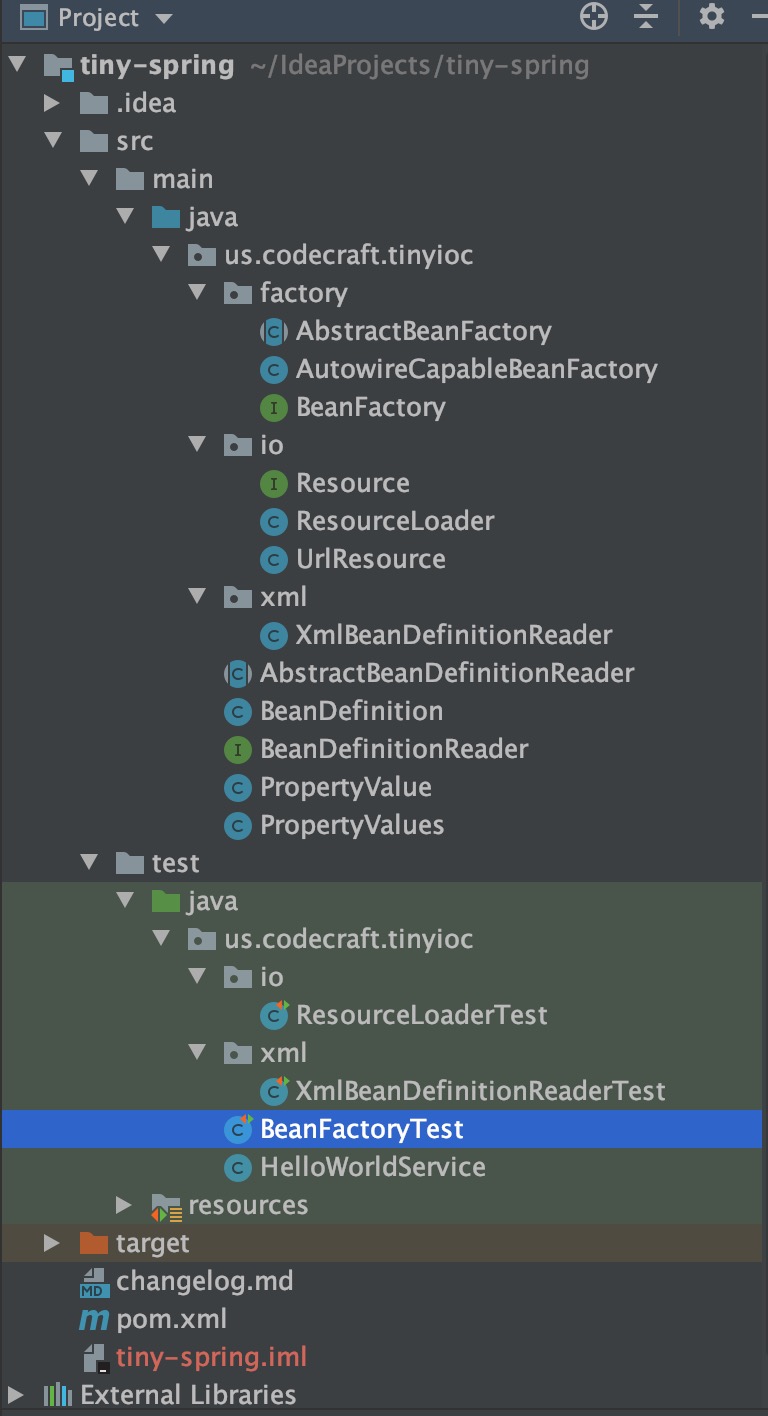 Project
tiny-spring ~/IdeaProjects/tiny-spring
.idea
src
main
java
us.codecraft.tinyioc
factory
AbstractBeanFactory
AutowireCapableBeanFactory
BeanFactory
io
Resource
ResourceLoader
UrlResource
xml
XmlBeanDefinitionReader
AbstractBeanDefinitionReader
BeanDefinition
BeanDefinitionReader
PropertyValue
PropertyValues
test
java
us.codecraft.tinyioc
io
ResourceLoaderTest
xml
XmlBeanDefinitionReaderTest
BeanFactoryTest
HelloWorldService
resources
target
changelog.md
pom.xml
tiny-spring.iml
External Libraries